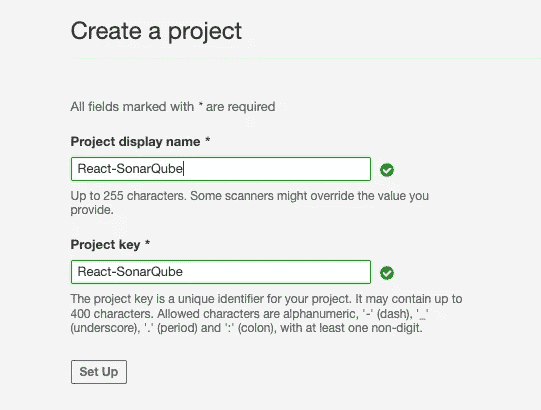 Create a project
All fields marked with * are required
Project display name *
React-SonarQube
Up to 255 characters. Some scanners might override the value you
provide.
Project key *
React-SonarQube
The project key is a unique identifier for your project. It may contain up to
400 characters. Allowed characters are alphanumeric, '-' (dash), '_'
(underscore), '.' (period) and ':' (colon), with at least one non-digit.
Set Up